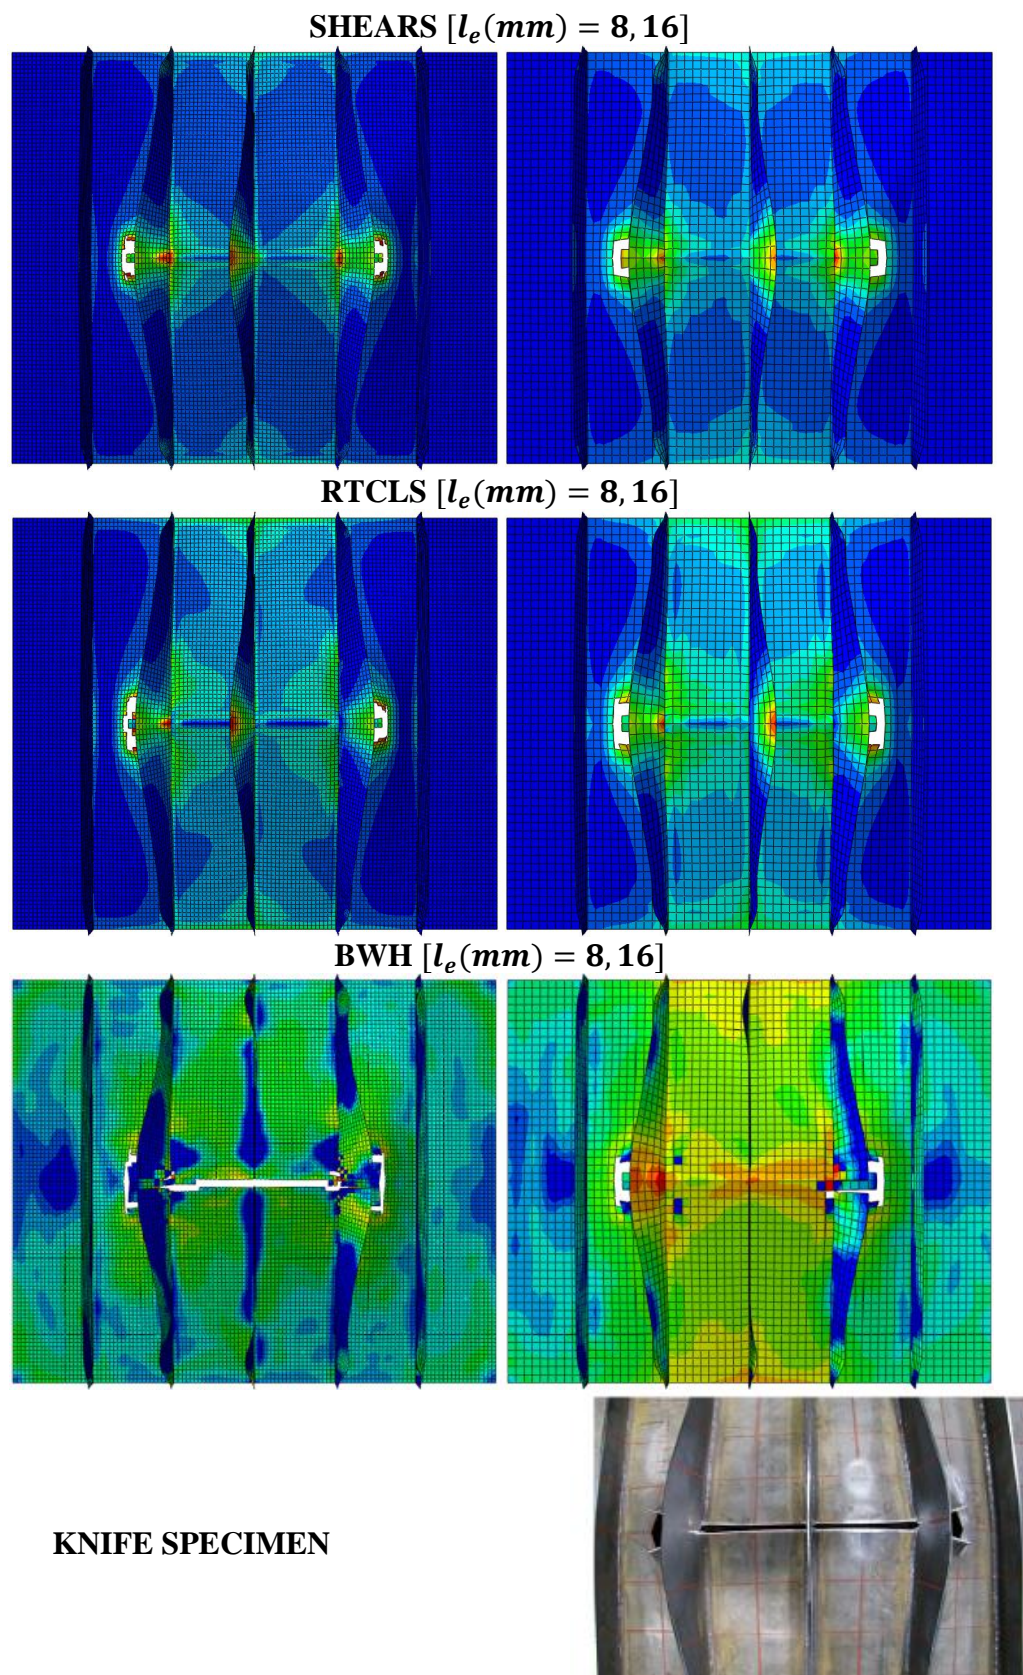 SHEARS [l_e(mm) = 8, 16]
RTCLS [l_e(mm) = 8, 16]
BWH [l_e(mm) = 8, 16]
KNIFE SPECIMEN